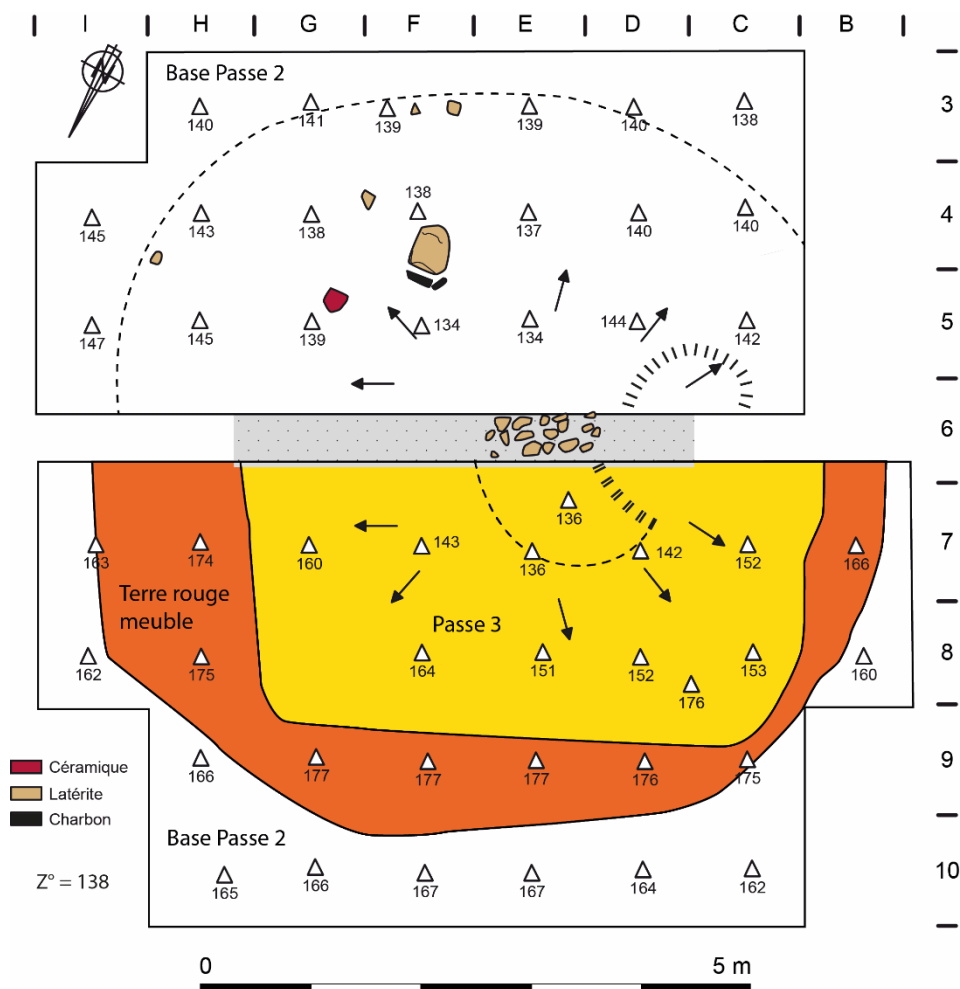 I H G F E D C B
N
Base Passe 2
140 141 139 139 140 138 3
138
145 143 138 137 140 140 4
147 145 139 134 134 144 142 5
6
136
163 174 160 143 136 142 152 166 7
Terre rouge
meuble
Passe 3
162 175 164 151 152 153 160 8
176
166 177 177 177 176 175 9
Céramique
Latérite
Charbon
Base Passe 2
Z° = 138
165 166 167 167 164 162 10
0 5 m